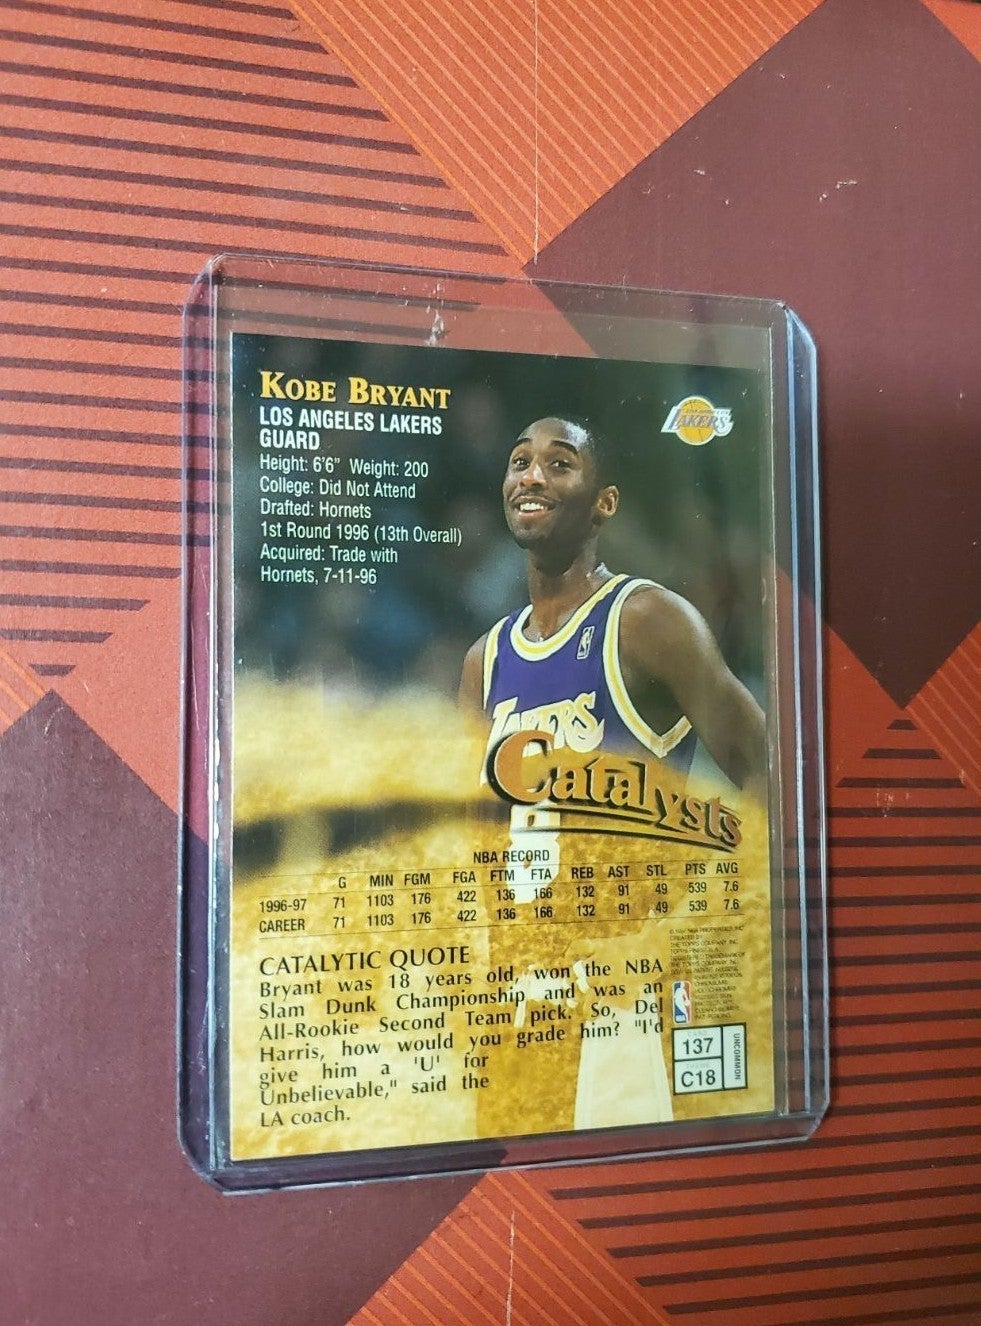 KOBE BRYANT
LOS ANGELES LAKERS
GUARD
Height: 6'6" Weight: 200
College: Did Not Attend
Drafted: Hornets
1st Round 1996 (13th Overall)
Acquired: Trade with
Hornets, 7-11-96
LAKERS
LAKERS
Catalysts
NBA RECORD
G MIN FGM FGA FTM FTA REB AST STL PTS AVG
1996-97 71 1103 176 422 136 166 132 91 49 539 7.6
CAREER 71 1103 176 422 136 166 132 91 49 539 7.6
CATALYTIC QUOTE
Bryant was 18 years old, won the NBA
Slam Dunk Championship and was an
All-Rookie Second Team pick. So, Del
Harris, how would you grade him? "I'd
give him a 'U' for
Unbelievable," said the
LA coach.
137
C18
UNCOMMON